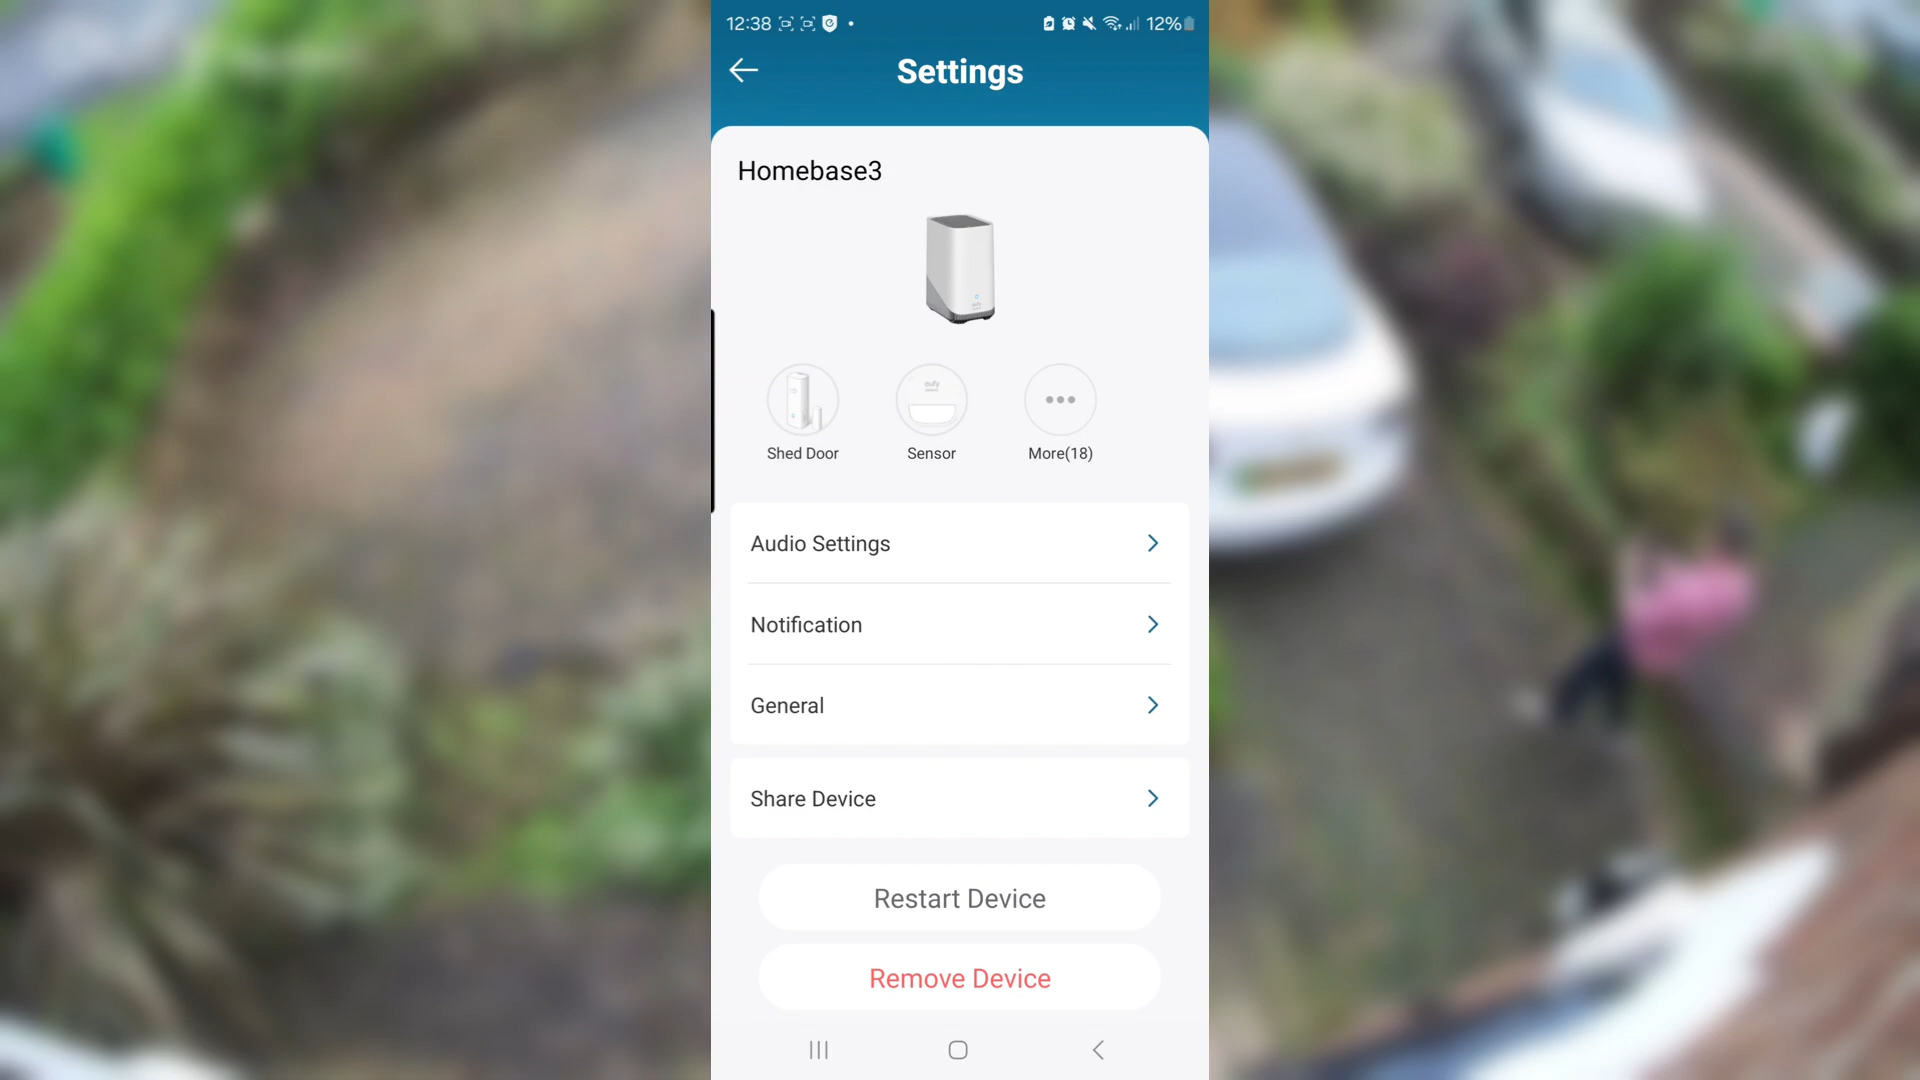 12:38
12%
Settings
Homebase3
eufy
Shed Door
Sensor
More(18)
Audio Settings
Notification
General
Share Device
Restart Device
Remove Device